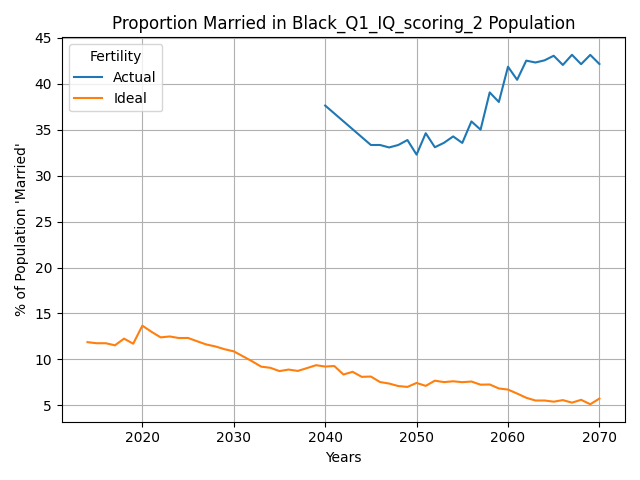 Proportion Married in Black_Q1_IQ_scoring_2 Population
% of Population 'Married'
45
40
35
30
25
20
15
10
5
Fertility
Actual
Ideal
2020 2030 2040 2050 2060 2070
Years